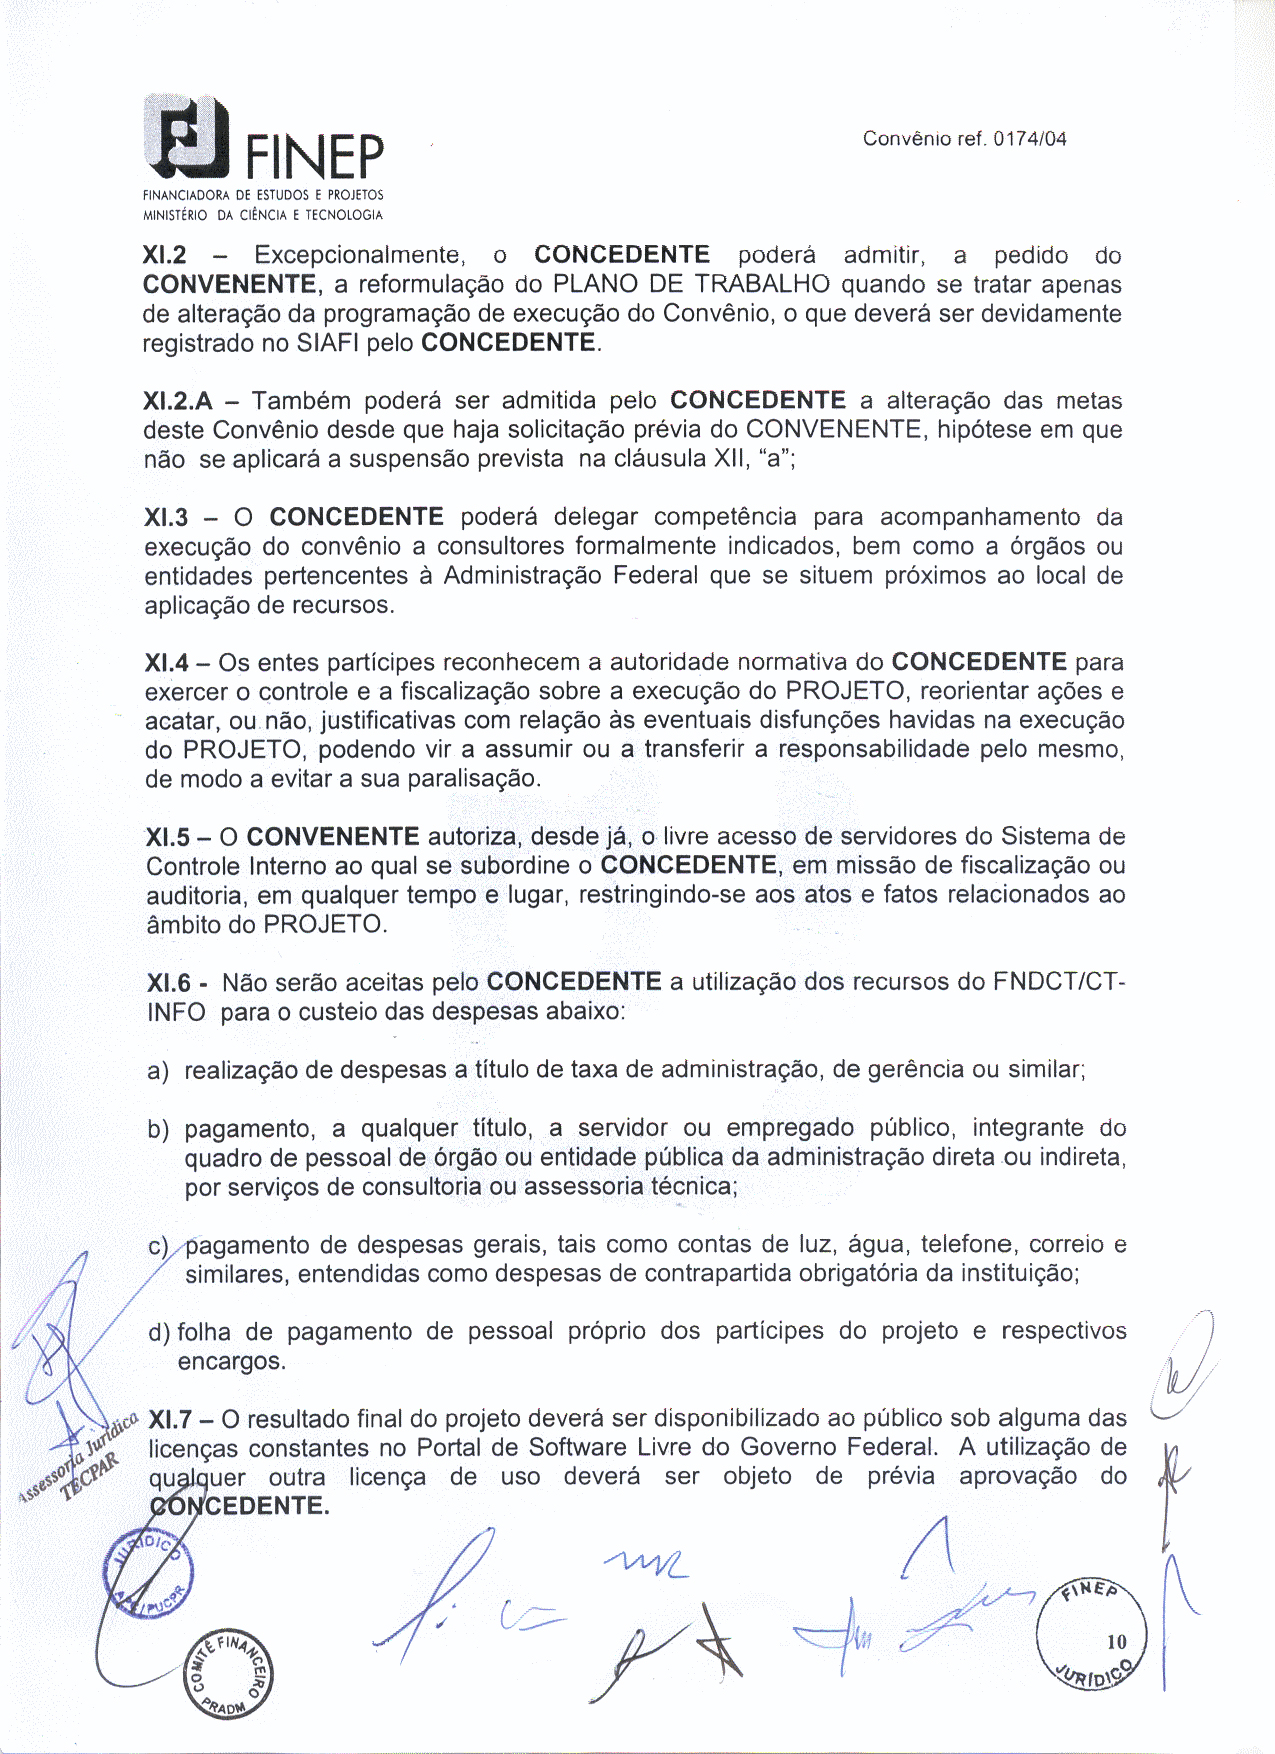 FINEP
Convênio ref. 0174/04
FINANCIADORA DE ESTUDOS E PROJETOS
MINISTÉRIO DA CIÊNCIA E TECNOLOGIA
XI.2 – Excepcionalmente, o CONCEDENTE poderá admitir, a pedido do
CONVENENTE, a reformulação do PLANO DE TRABALHO quando se tratar apenas
de alteração da programação de execução do Convênio, o que deverá ser devidamente
registrado no SIAFI pelo CONCEDENTE.
XI.2.A – Também poderá ser admitida pelo CONCEDENTE a alteração das metas
deste Convênio desde que haja solicitação prévia do CONVENENTE, hipótese em que
não se aplicará a suspensão prevista na cláusula XII, “a”;
XI.3 – O CONCEDENTE poderá delegar competência para acompanhamento da
execução do convênio a consultores formalmente indicados, bem como a órgãos ou
entidades pertencentes à Administração Federal que se situem próximos ao local de
aplicação de recursos.
XI.4 – Os entes partícipes reconhecem a autoridade normativa do CONCEDENTE para
exercer o controle e a fiscalização sobre a execução do PROJETO, reorientar ações e
acatar, ou não, justificativas com relação às eventuais disfunções havidas na execução
do PROJETO, podendo vir a assumir ou a transferir a responsabilidade pelo mesmo,
de modo a evitar a sua paralisação.
XI.5 – O CONVENENTE autoriza, desde já, o livre acesso de servidores do Sistema de
Controle Interno ao qual se subordine o CONCEDENTE, em missão de fiscalização ou
auditoria, em qualquer tempo e lugar, restringindo-se aos atos e fatos relacionados ao
âmbito do PROJETO.
XI.6 - Não serão aceitas pelo CONCEDENTE a utilização dos recursos do FNDCT/CT-
INFO para o custeio das despesas abaixo:
a) realização de despesas a título de taxa de administração, de gerência ou similar;
b) pagamento, a qualquer título, a servidor ou empregado público, integrante do
quadro de pessoal de órgão ou entidade pública da administração direta ou indireta,
por serviços de consultoria ou assessoria técnica;
c) pagamento de despesas gerais, tais como contas de luz, água, telefone, correio e
similares, entendidas como despesas de contrapartida obrigatória da instituição;
d) folha de pagamento de pessoal próprio dos partícipes do projeto e respectivos
encargos.
XI.7 – O resultado final do projeto deverá ser disponibilizado ao público sob alguma das
licenças constantes no Portal de Software Livre do Governo Federal. A utilização de
qualquer outra licença de uso deverá ser objeto de prévia aprovação do
CONCEDENTE.
Assessoria Jurídica
TECPAR
JURÍDICO
APC/PUCPR
COMITÊ FINANCEIRO
PRADM
FINEP
10
JURÍDICO